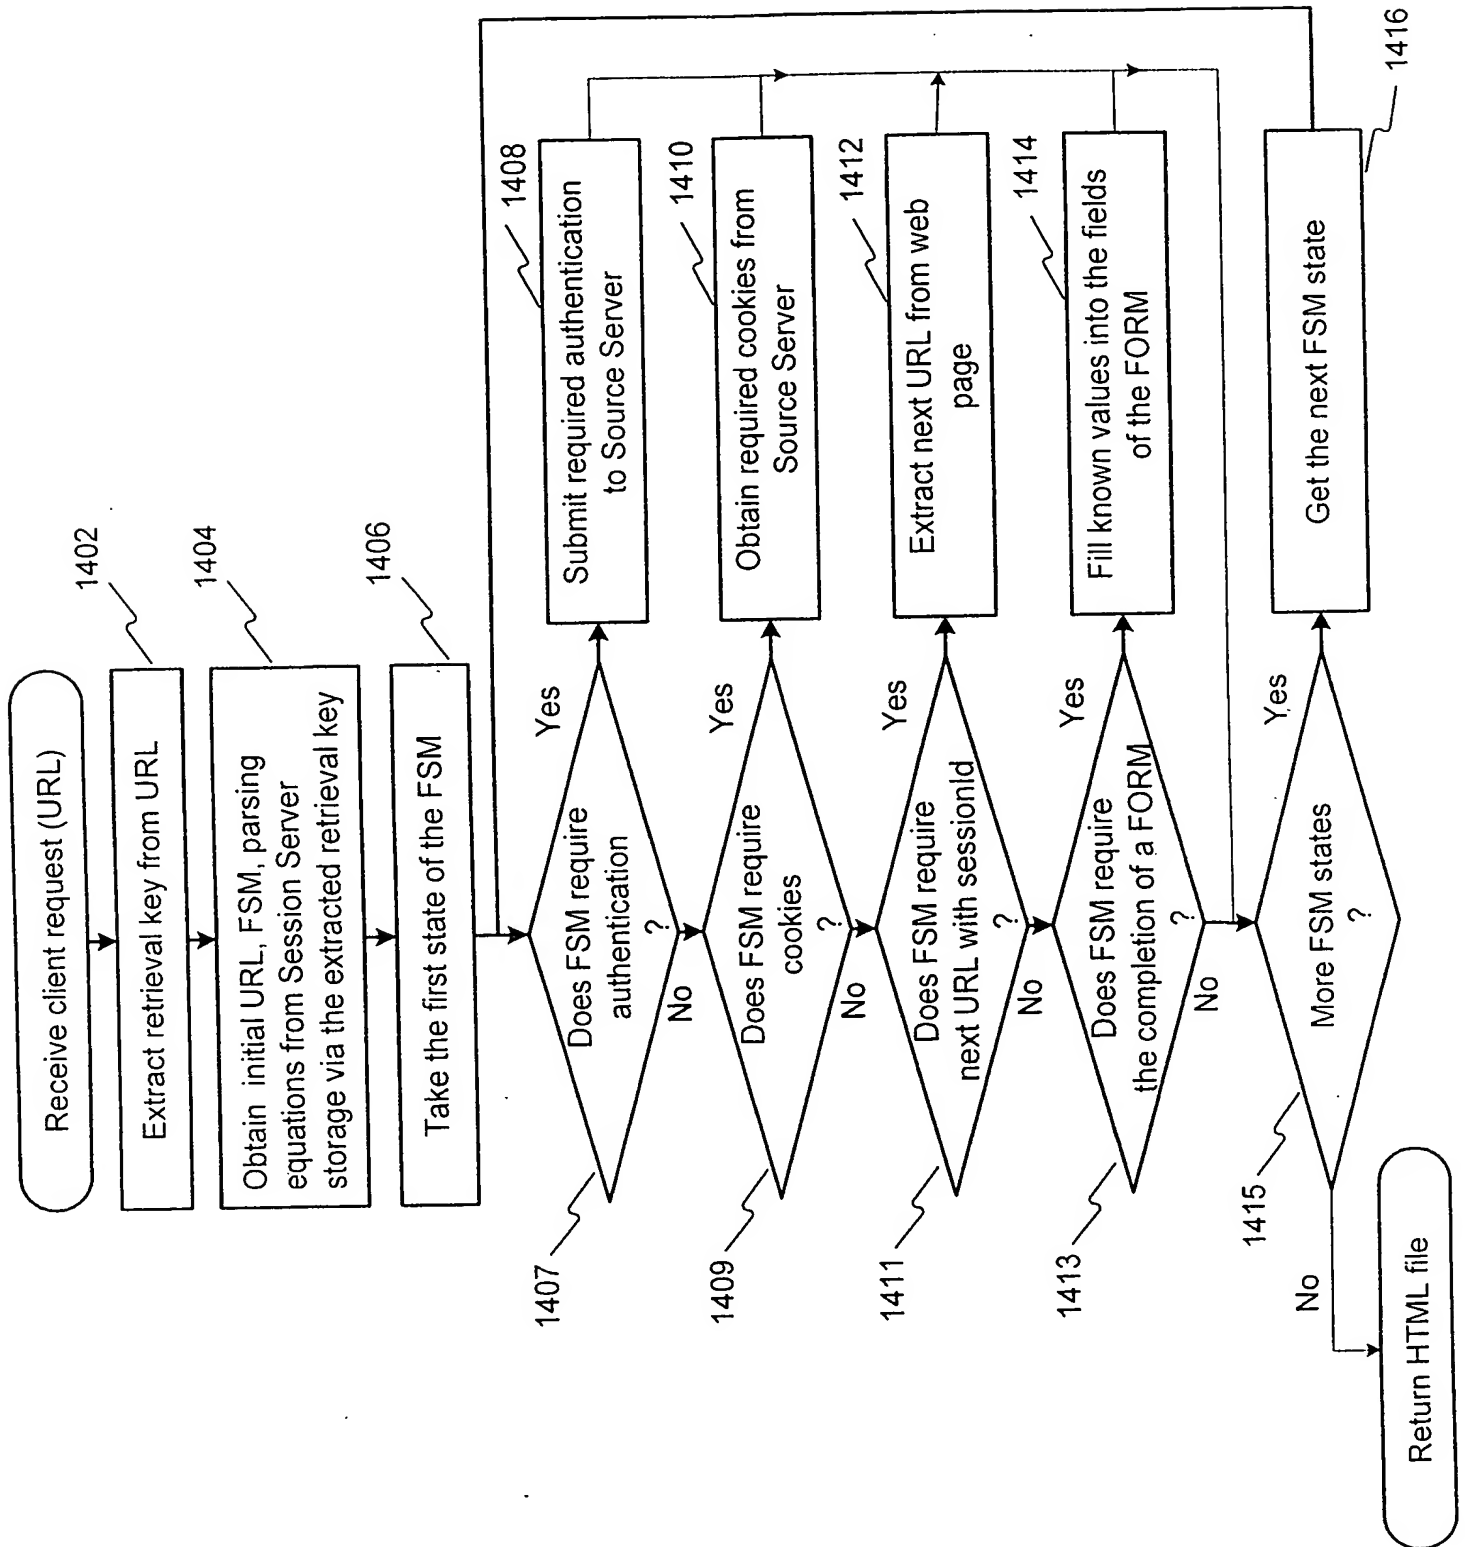 Receive client request (URL)
1402
Extract retrieval key from URL
1404
Obtain initial URL, FSM, parsing
equations from Session Server
storage via the extracted retrieval key
1406
Take the first state of the FSM
1407
Does FSM require
authentication
?
Yes
No
1408
Submit required authentication
to Source Server
1409
Does FSM require
cookies
?
Yes
No
1410
Obtain required cookies from
Source Server
1411
Does FSM require
next URL with sessionId
?
Yes
No
1412
Extract next URL from web
page
1413
Does FSM require
the completion of a FORM
?
Yes
No
1414
Fill known values into the fields
of the FORM
1415
More FSM states
?
Yes
No
Get the next FSM state
1416
Return HTML file